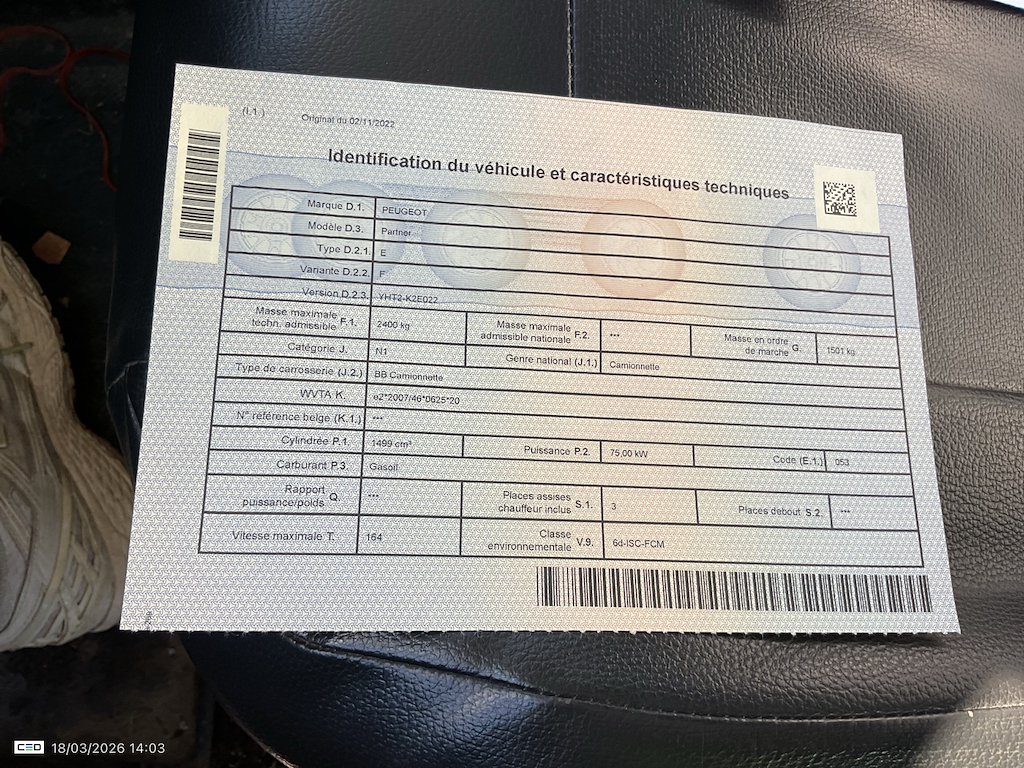 (I.1.) Original du 02/11/2022
Identification du véhicule et caractéristiques techniques
Marque D.1. PEUGEOT
Modèle D.3. Partner
Type D.2.1. E
Variante D.2.2. F
Version D.2.3. YHT2-K2E022
Masse maximale techn. admissible F.1. 2400 kg Masse maximale admissible nationale F.2. *** Masse en ordre de marche G. 1501 kg
Catégorie J. N1 Genre national (J.1.) Camionnette
Type de carrosserie (J.2.) BB Camionnette
WVTA K. e2*2007/46*0625*20
N° référence belge (K.1.) ***
Cylindrée P.1. 1499 cm³ Puissance P.2. 75,00 kW Code (E.1.) 053
Carburant P.3. Gasoil
Rapport puissance/poids Q. *** Places assises chauffeur inclus S.1. 3 Places debout S.2. ***
Vitesse maximale T. 164 Classe environnementale V.9. 6d-ISC-FCM
CEO 18/03/2026 14:03